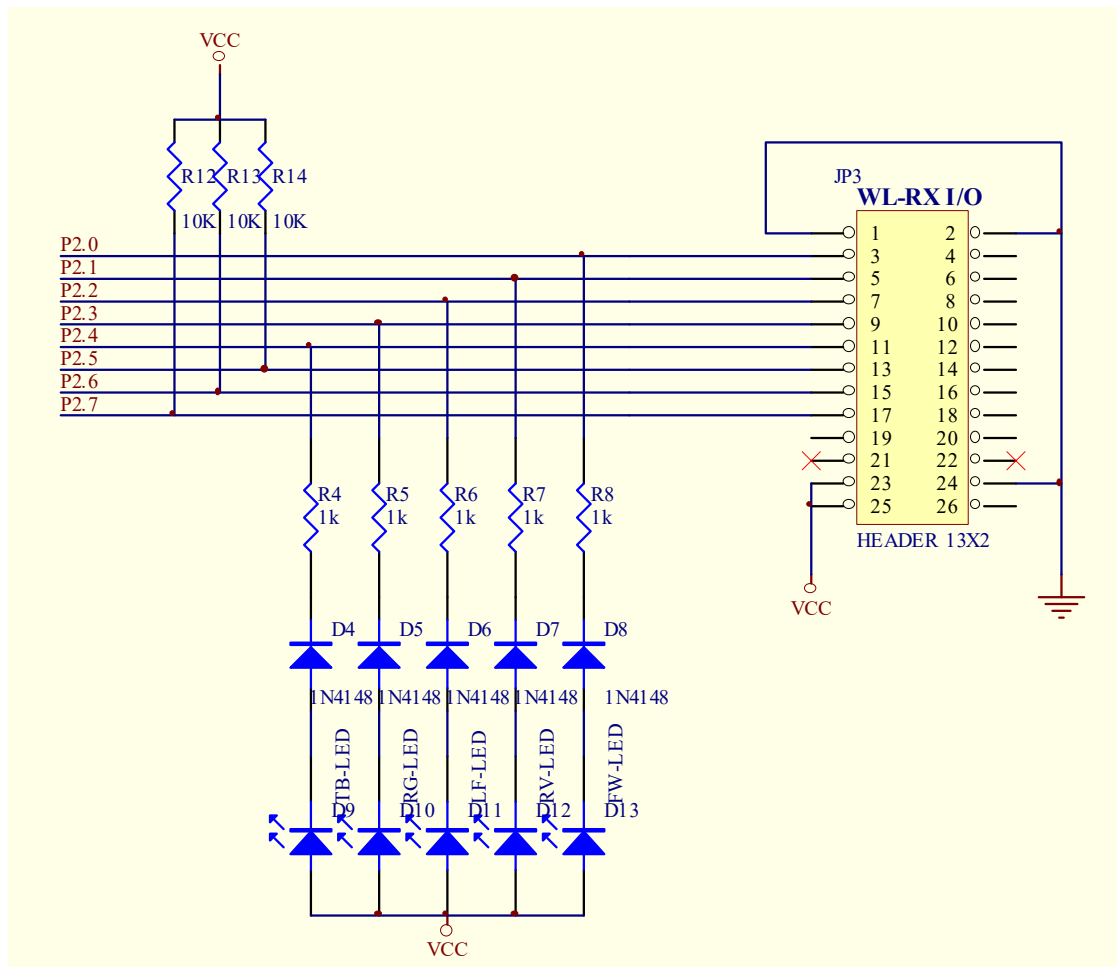 VCC
R12 R13 R14
10K 10K 10K
JP3
WL-RX I/O
P2.0
P2.1
P2.2
P2.3
P2.4
P2.5
P2.6
P2.7
1 2
3 4
5 6
7 8
9 10
11 12
13 14
15 16
17 18
19 20
21 22
23 24
25 26
HEADER 13X2
VCC
R4 R5 R6 R7 R8
1k 1k 1k 1k 1k
D4 D5 D6 D7 D8
1N4148 1N4148 1N4148 1N4148 1N4148
TB-LED
RG-LED
LF-LED
RV-LED
FW-LED
D9 D10 D11 D12 D13
VCC